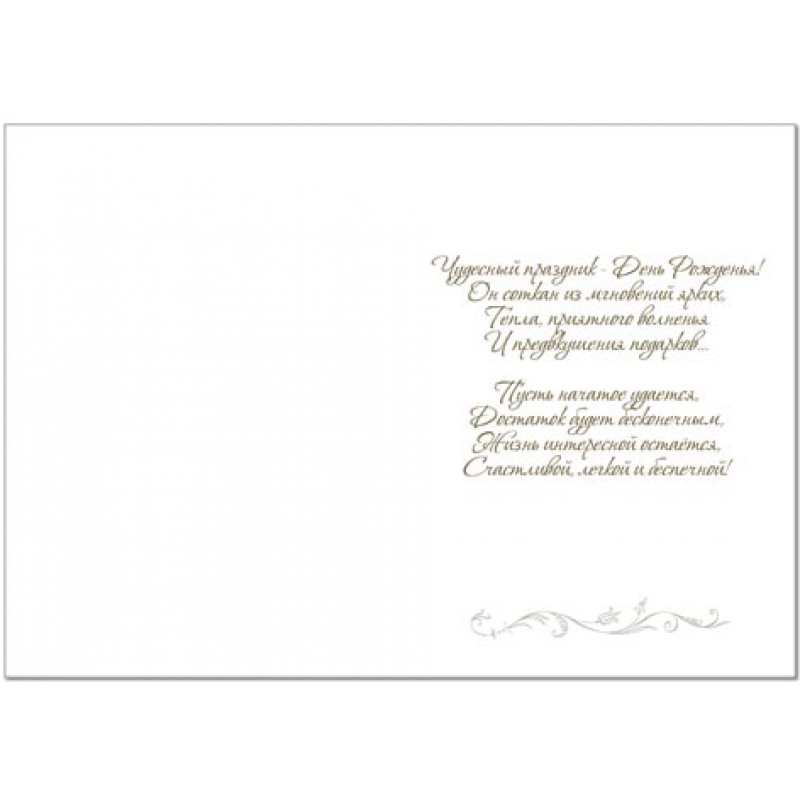 Чудесный праздник - День Рожденья!
Он соткан из мгновений ярких,
Тепла, приятного волненья
И предвкушения подарков...
Пусть начатое удается,
Достаток будет бесконечным,
Жизнь интересной остаётся,
Счастливой, легкой и беспечной!